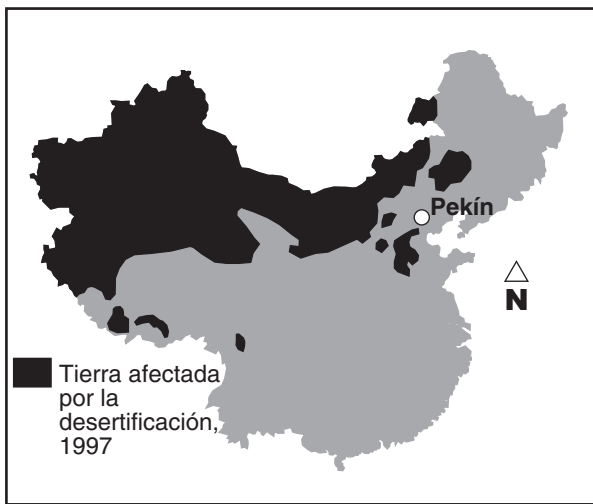 Pekín
N
Tierra afectada
por la
desertificación,
1997